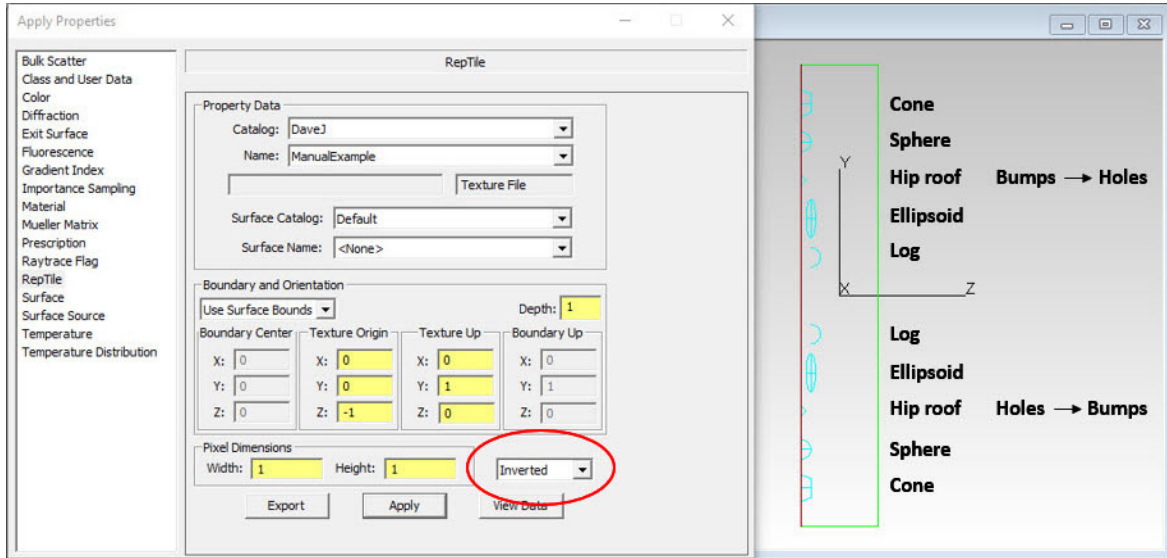 Apply Properties
Bulk Scatter
Class and User Data
Color
Diffraction
Exit Surface
Fluorescence
Gradient Index
Importance Sampling
Material
Mueller Matrix
Prescription
Raytrace Flag
RepTile
Surface
Surface Source
Temperature
Temperature Distribution
RepTile
Property Data
Catalog: DaveJ
Name: ManualExample
Texture File
Surface Catalog: Default
Surface Name: <None>
Boundary and Orientation
Use Surface Bounds Depth: 1
Boundary Center Texture Origin Texture Up Boundary Up
X: 0 X: 0 X: 0 X: 0
Y: 0 Y: 0 Y: 1 Y: 1
Z: 0 Z: -1 Z: 0 Z: 0
Pixel Dimensions
Width: 1 Height: 1 Inverted
Export Apply View Data
Cone
Sphere
Y
Hip roof Bumps → Holes
Ellipsoid
Log
X Z
Log
Ellipsoid
Hip roof Holes → Bumps
Sphere
Cone